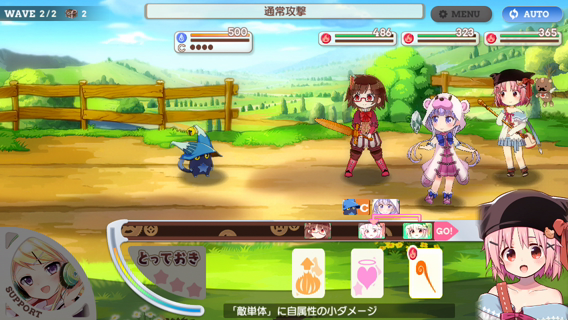 WAVE 2/2 2
通常攻撃
MENU
AUTO
500
C
486
323
365
C
GO!
とっておき
SUPPORT
「敵単体」に自属性の小ダメージ